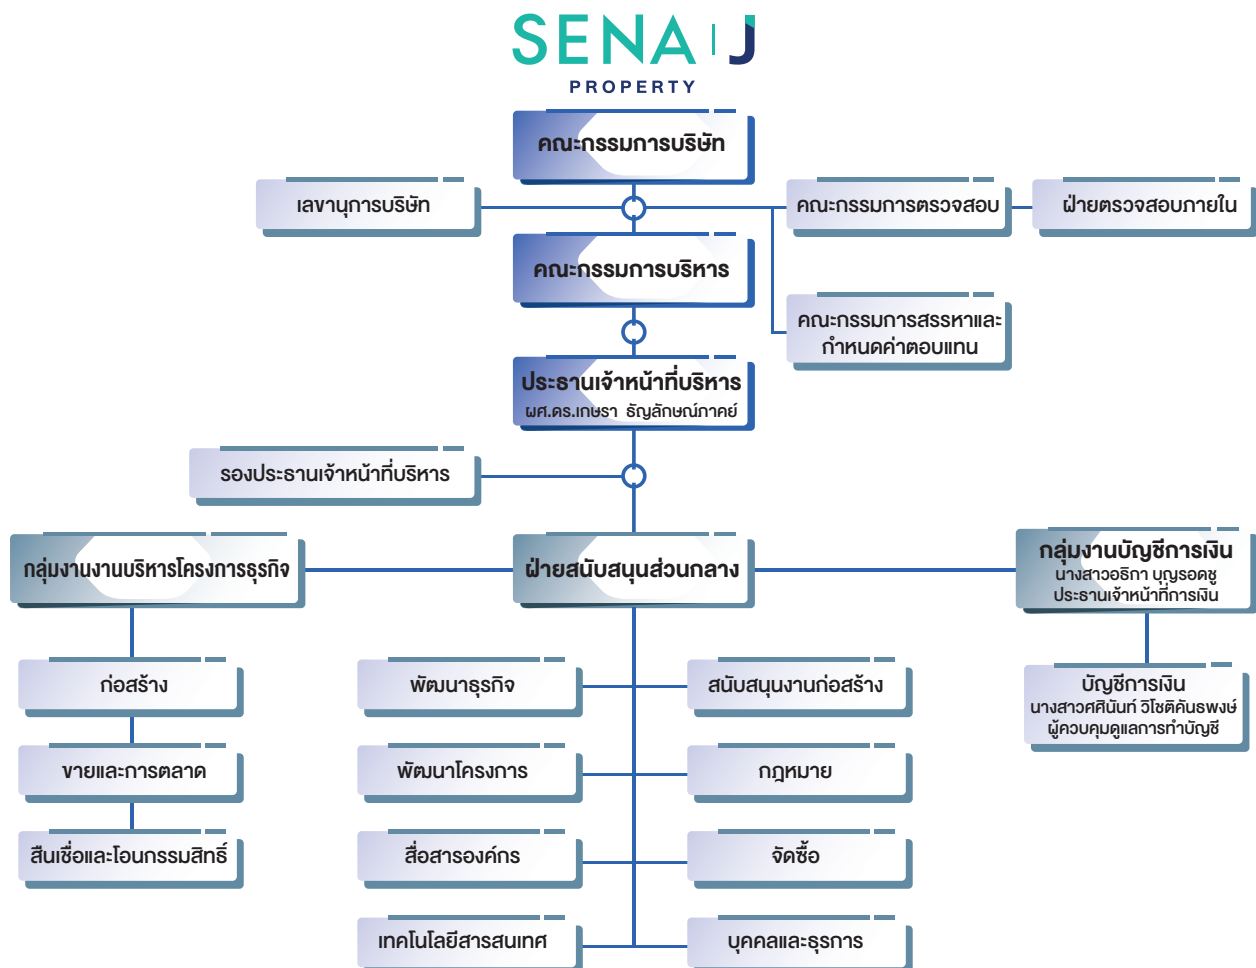 SENA J
PROPERTY
คณะกรรมการบริษัท
เลขานุการบริษัท
คณะกรรมการตรวจสอบ
ฝ่ายตรวจสอบภายใน
คณะกรรมการบริหาร
คณะกรรมการสรรหาและ
กำหนดค่าตอบแทน
ประธานเจ้าหน้าที่บริหาร
ผศ.ดร.เกษรา ธัญลักษณ์ภาคย์
รองประธานเจ้าหน้าที่บริหาร
กลุ่มงานงานบริหารโครงการธุรกิจ
ฝ่ายสนับสนุนส่วนกลาง
กลุ่มงานบัญชีการเงิน
นางสาวอธิกา บุญรอดชู
ประธานเจ้าหน้าที่การเงิน
ก่อสร้าง
พัฒนาธุรกิจ
สนับสนุนงานก่อสร้าง
บัญชีการเงิน
นางสาวศศินันท์ วิโชติคันธพงษ์
ผู้ควบคุมดูแลการทำบัญชี
ขายและการตลาด
พัฒนาโครงการ
กฎหมาย
สินเชื่อและโอนกรรมสิทธิ์
สื่อสารองค์กร
จัดซื้อ
เทคโนโลยีสารสนเทศ
บุคคลและธุรการ